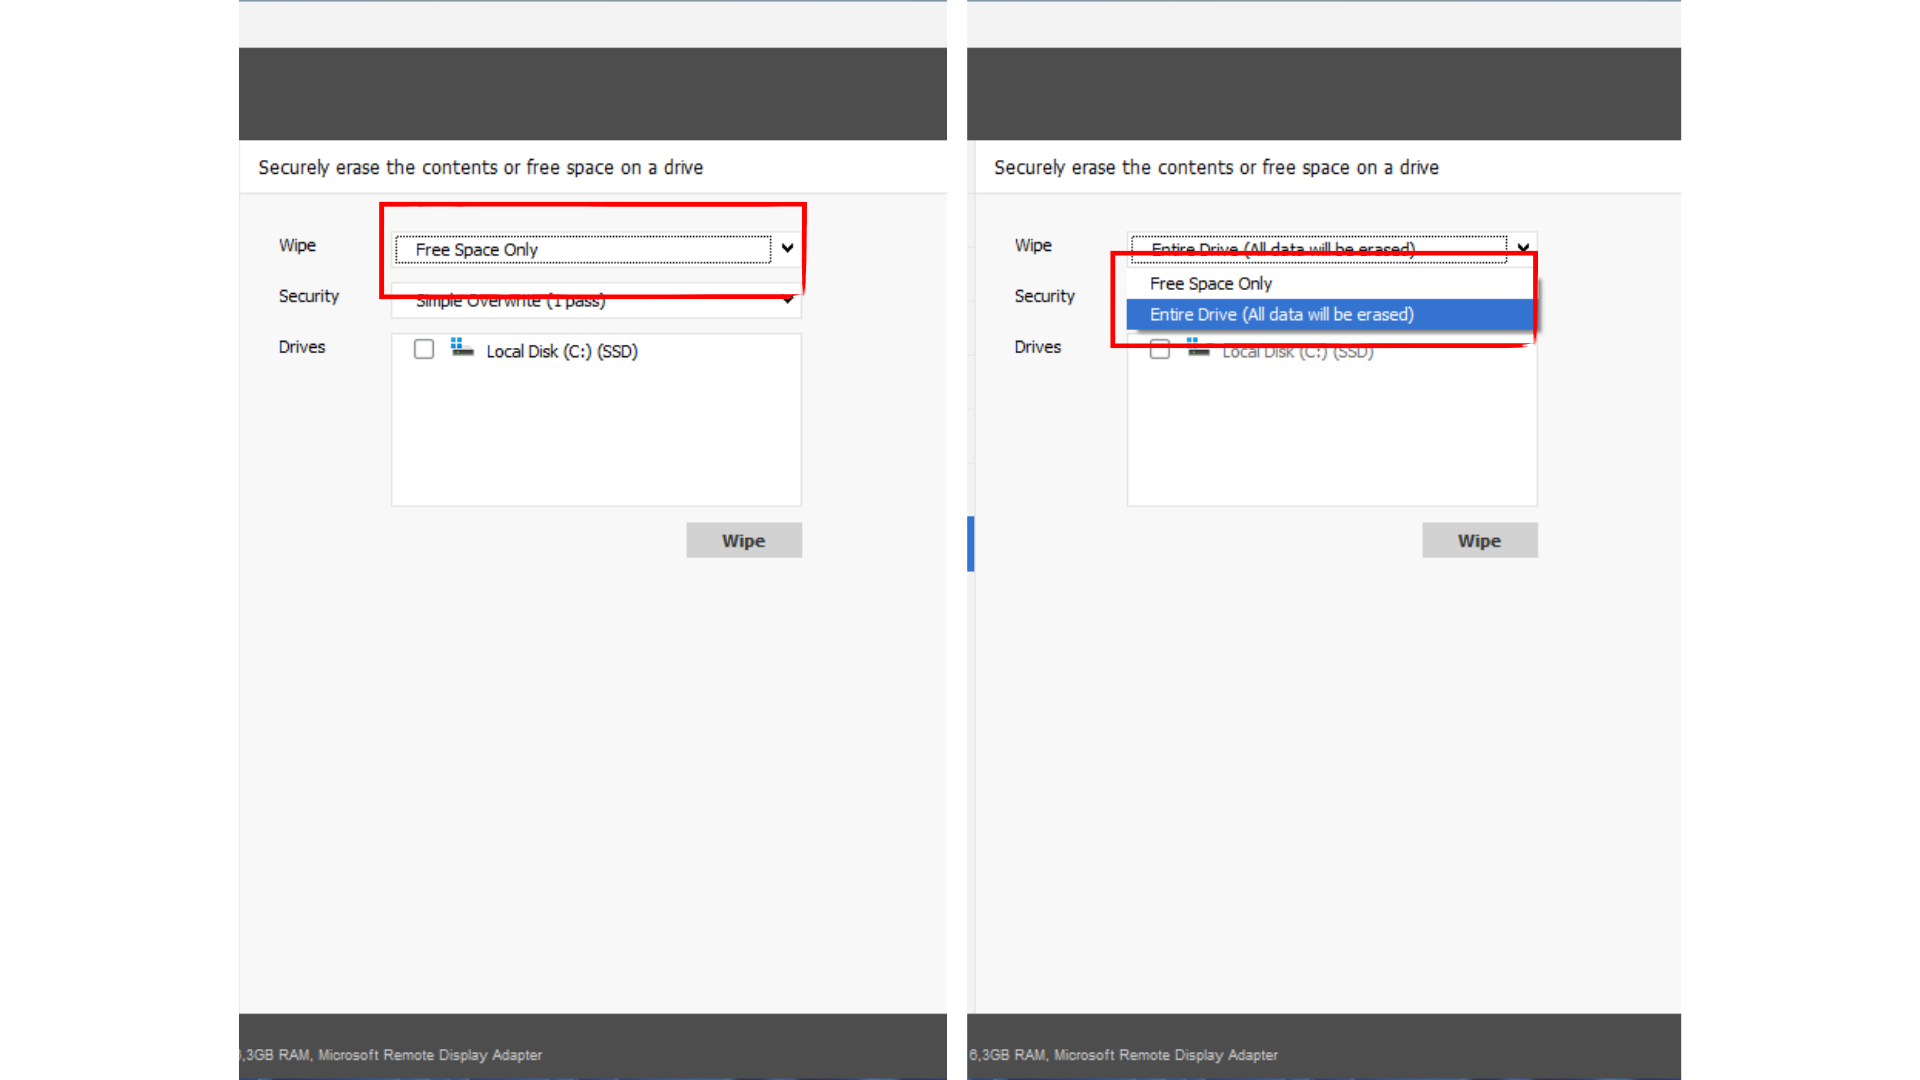 Securely erase the contents or free space on a drive
Wipe
Free Space Only
Security
Simple Overwrite (1 pass)
Drives
Local Disk (C:) (SSD)
Wipe
,3GB RAM, Microsoft Remote Display Adapter
Securely erase the contents or free space on a drive
Wipe
Entire Drive (All data will be erased)
Free Space Only
Security
Entire Drive (All data will be erased)
Drives
Local Disk (C:) (SSD)
Wipe
6,3GB RAM, Microsoft Remote Display Adapter